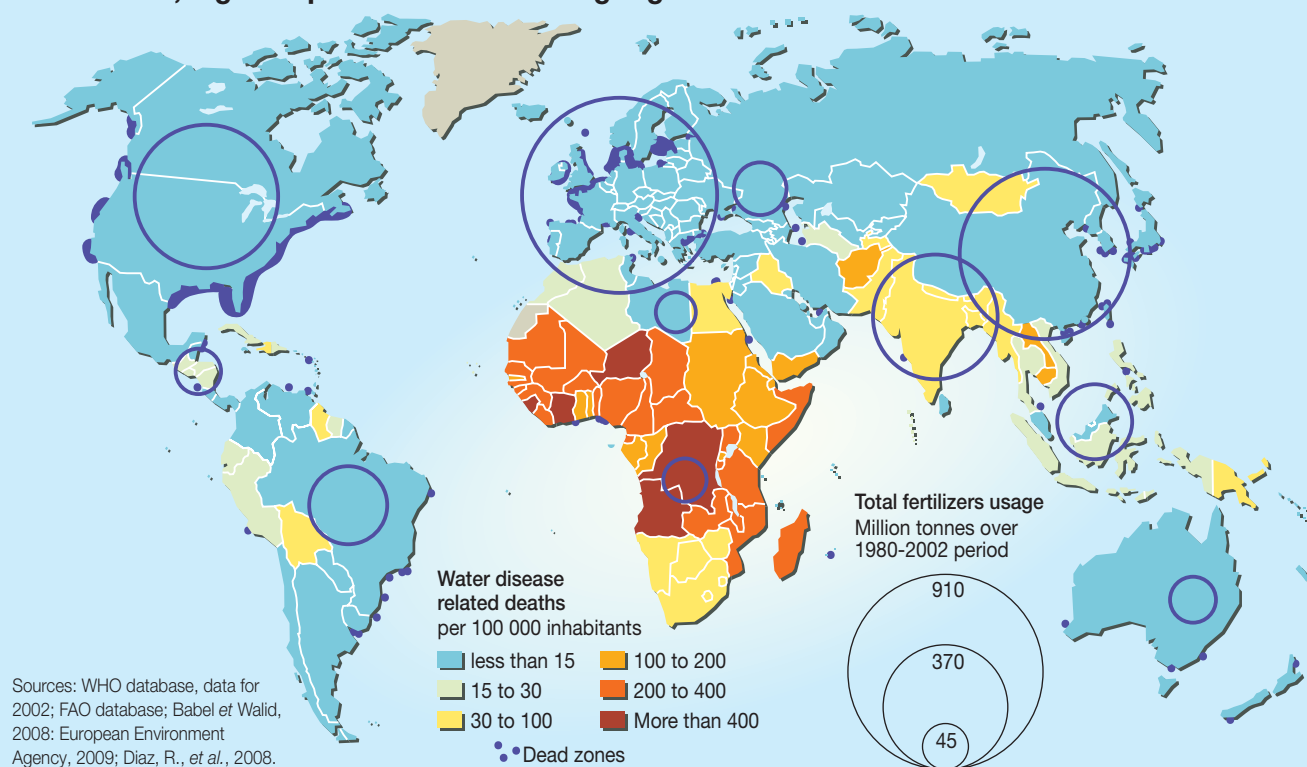 Total fertilizers usage
Million tonnes over
1980-2002 period
910
370
45
Water disease
related deaths
per 100 000 inhabitants
less than 15
15 to 30
30 to 100
100 to 200
200 to 400
More than 400
Dead zones
Sources: WHO database, data for
2002; FAO database; Babel et Walid,
2008: European Environment
Agency, 2009; Diaz, R., et al., 2008.